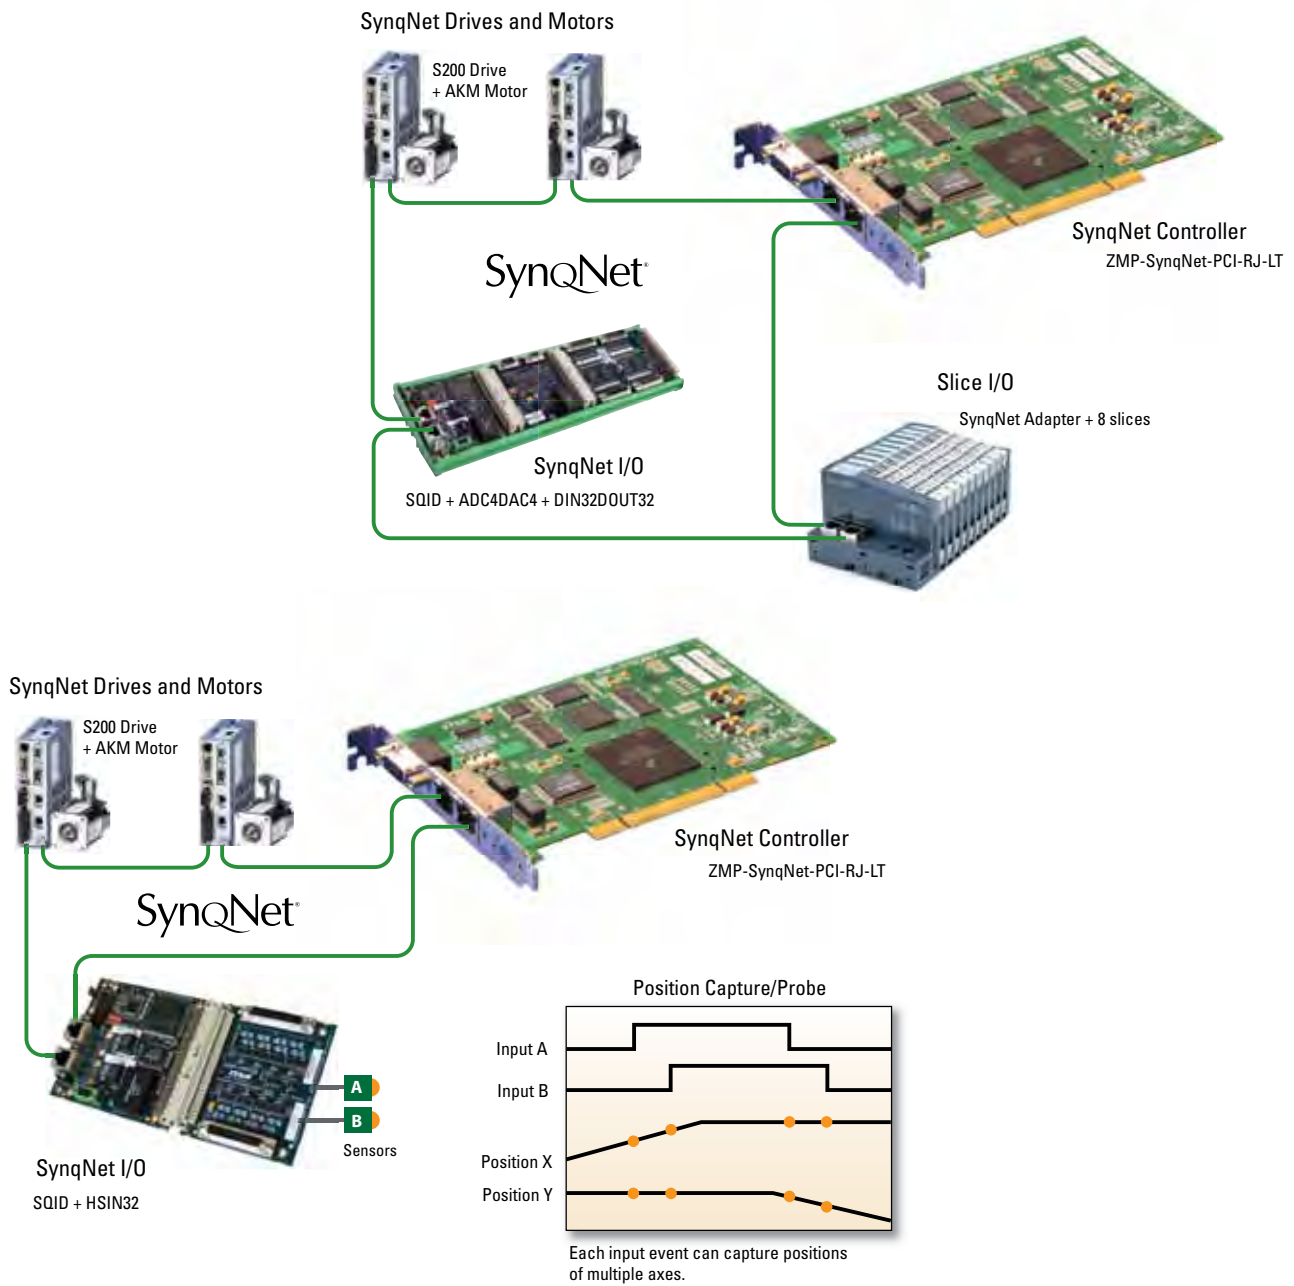 SynqNet Drives and Motors
S200 Drive
+ AKM Motor
SynqNet Controller
ZMP-SynqNet-PCI-RJ-LT
SynqNet®
Slice I/O
SynqNet Adapter + 8 slices
SynqNet I/O
SQID + ADC4DAC4 + DIN32DOUT32
SynqNet Drives and Motors
S200 Drive
+ AKM Motor
SynqNet Controller
ZMP-SynqNet-PCI-RJ-LT
SynqNet®
A
B
Sensors
SynqNet I/O
SQID + HSIN32
Position Capture/Probe
Input A
Input B
Position X
Position Y
Each input event can capture positions
of multiple axes.